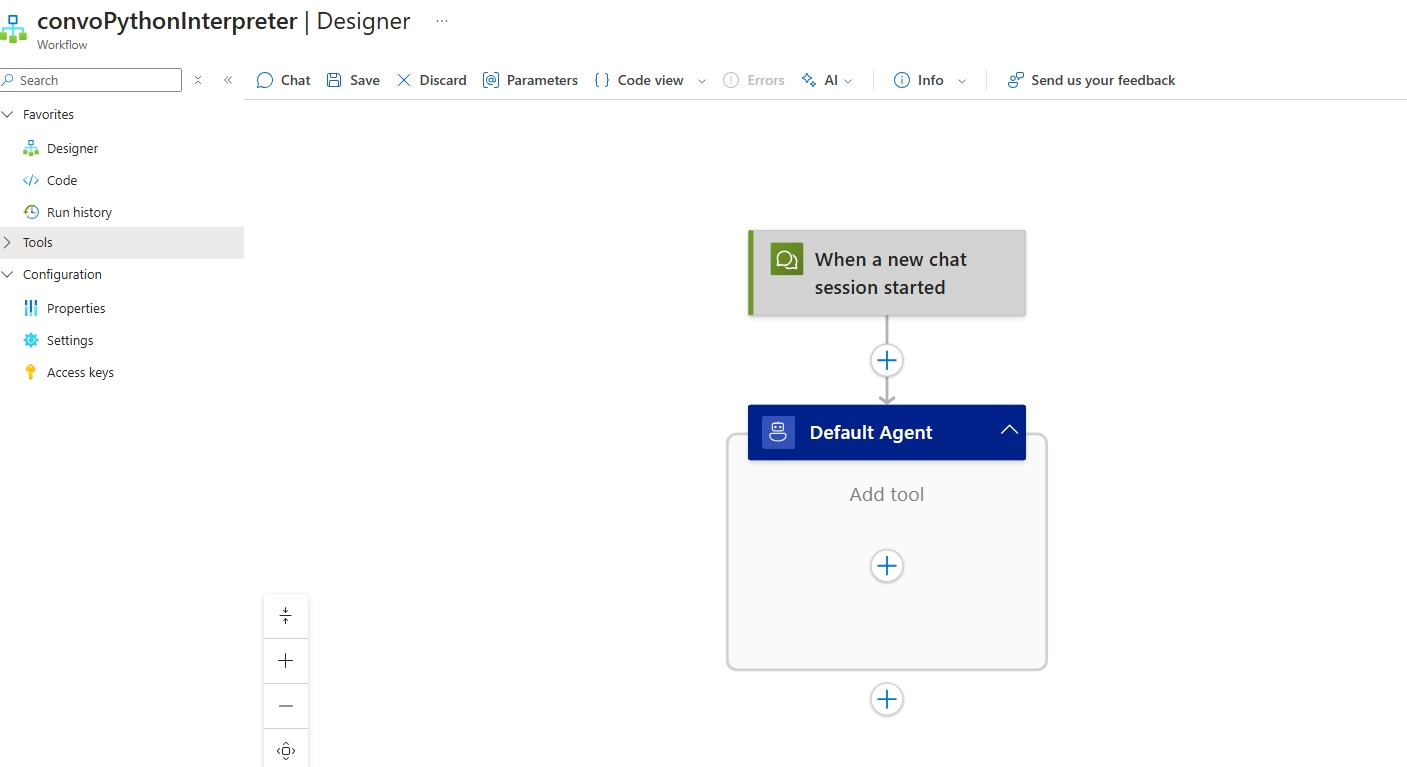 convoPythonInterpreter | Designer ...
Workflow
Search
Chat Save Discard Parameters Code view Errors AI Info Send us your feedback
Favorites
Designer
Code
Run history
Tools
Configuration
Properties
Settings
Access keys
When a new chat
session started
Default Agent
Add tool